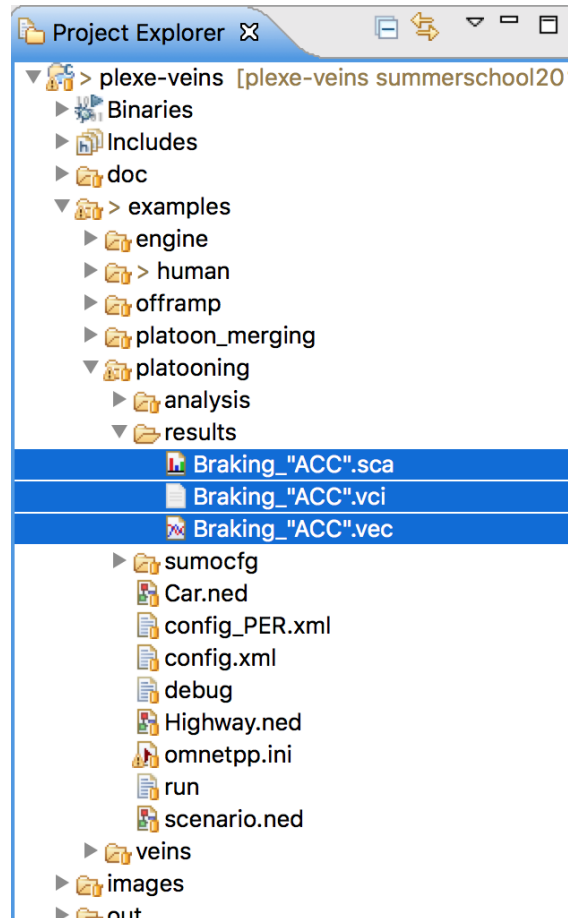 Project Explorer
> plexe-veins [plexe-veins summerschool20
Binaries
Includes
doc
> examples
engine
> human
offramp
platoon_merging
platooning
analysis
results
Braking_"ACC".sca
Braking_"ACC".vci
Braking_"ACC".vec
sumocfg
Car.ned
config_PER.xml
config.xml
debug
Highway.ned
omnetpp.ini
run
scenario.ned
veins
images
out